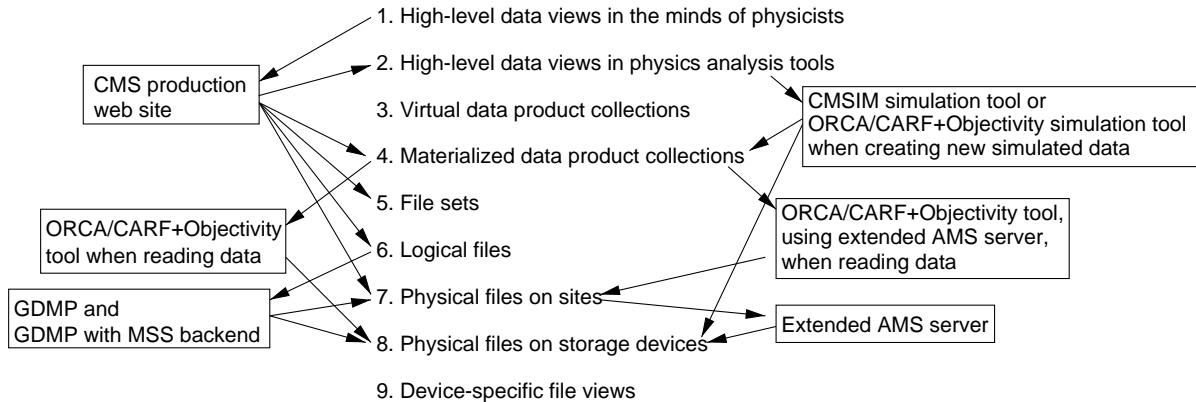 1. High-level data views in the minds of physicists
2. High-level data views in physics analysis tools
CMS production
web site
3. Virtual data product collections
CMSIM simulation tool or
ORCA/CARF+Objectivity simulation tool
when creating new simulated data
4. Materialized data product collections
5. File sets
ORCA/CARF+Objectivity
tool when reading data
ORCA/CARF+Objectivity tool,
using extended AMS server,
when reading data
6. Logical files
7. Physical files on sites
GDMP and
GDMP with MSS backend
Extended AMS server
8. Physical files on storage devices
9. Device-specific file views